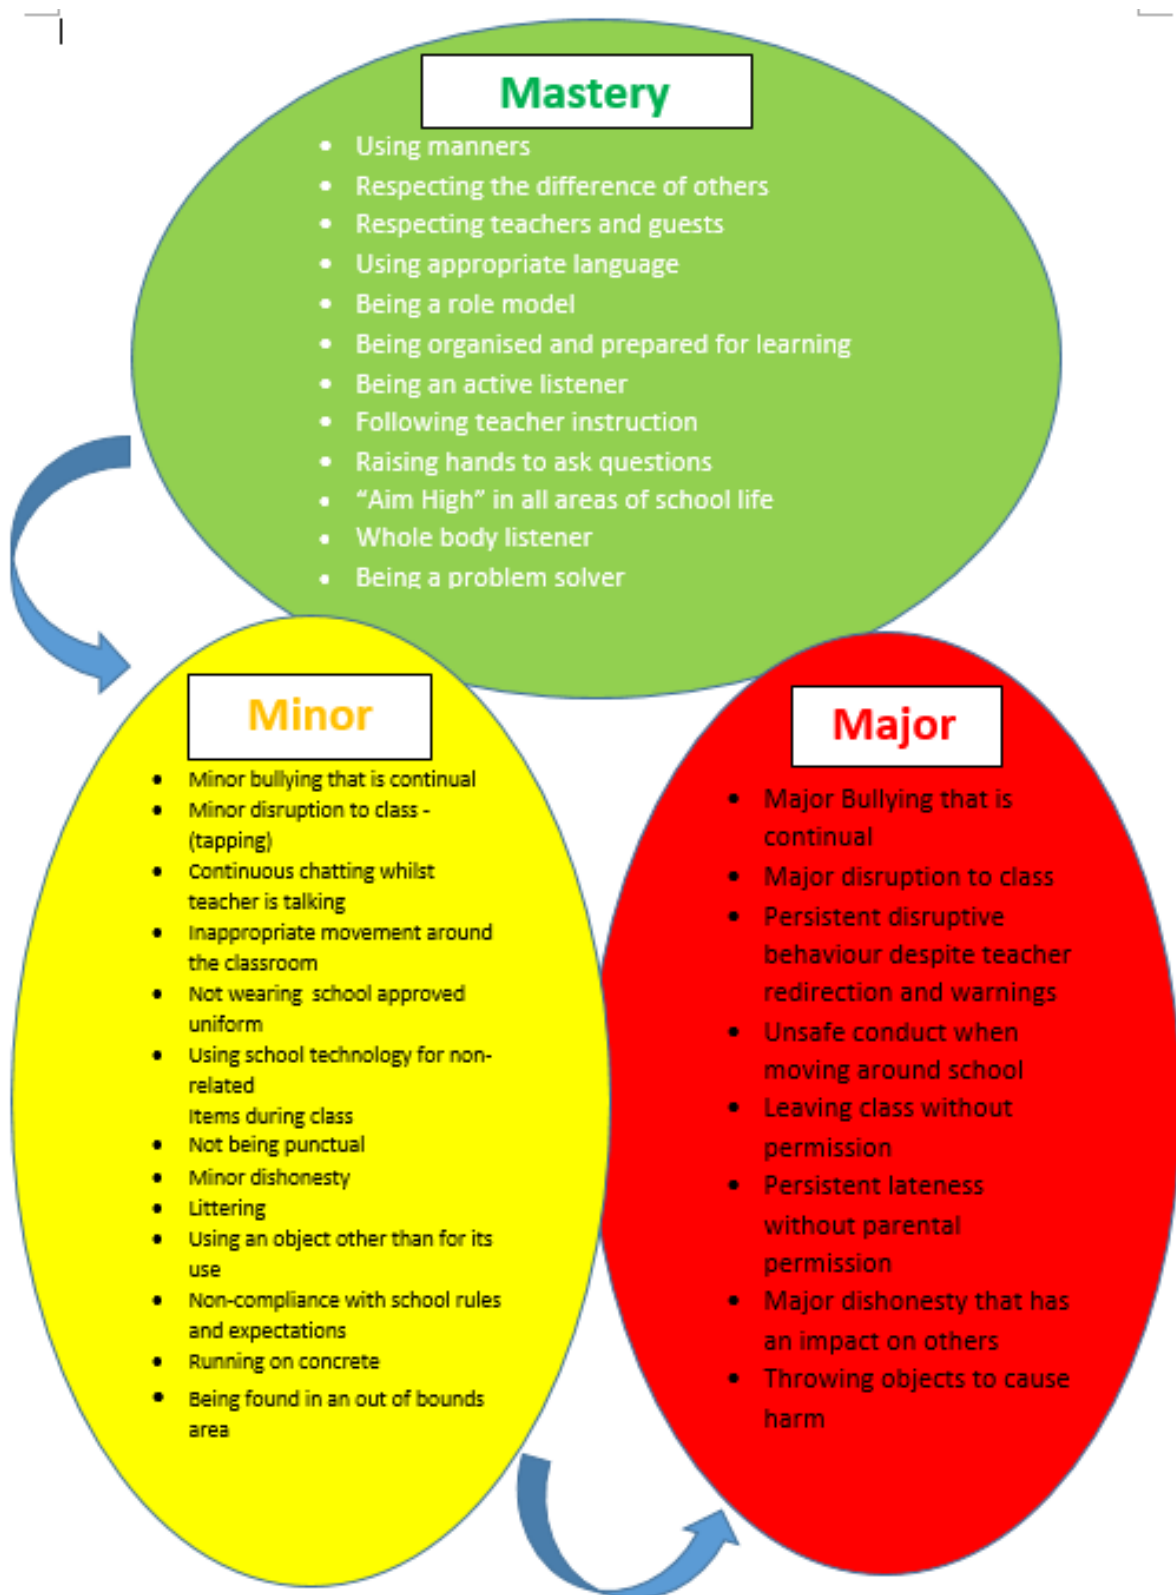 Mastery
• Using manners
• Respecting the difference of others
• Respecting teachers and guests
• Using appropriate language
• Being a role model
• Being organised and prepared for learning
• Being an active listener
• Following teacher instruction
• Raising hands to ask questions
• “Aim High” in all areas of school life
• Whole body listener
• Being a problem solver
Minor
• Minor bullying that is continual
• Minor disruption to class -
(tapping)
• Continuous chatting whilst
teacher is talking
• Inappropriate movement around
the classroom
• Not wearing school approved
uniform
• Using school technology for non-
related
Items during class
• Not being punctual
• Minor dishonesty
• Littering
• Using an object other than for its
use
• Non-compliance with school rules
and expectations
• Running on concrete
• Being found in an out of bounds
area
Major
• Major Bullying that is
continual
• Major disruption to class
• Persistent disruptive
behaviour despite teacher
redirection and warnings
• Unsafe conduct when
moving around school
• Leaving class without
permission
• Persistent lateness
without parental
permission
• Major dishonesty that has
an impact on others
• Throwing objects to cause
harm